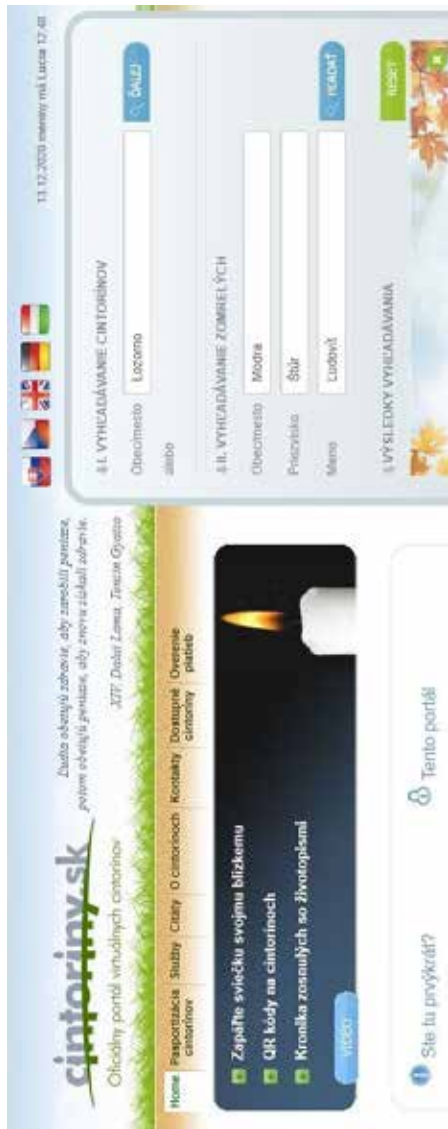 cintoriny.sk
Oficiálny portál virtuálnych cintorínov
Ľudia obetujú zdravie, aby zarobili peniaze,
potom obetujú peniaze, aby znovu získali zdravie.
XIV. Dalai Lama, Tenzin Gyatso
13.12.2020 meniny má Lucia 12:48
Home
Pasportizácia cintorínov
Služby
Citáty
O cintorínoch
Kontakty
Dostupné cintoríny
Overenie platieb
Zapáľte sviečku svojmu blízkemu
QR kódy na cintorínoch
Kronika zosnulých so životopismi
VIDEO
I. VYHĽADÁVANIE CINTORÍNOV
Obec/mesto Lozorno ĎALEJ
alebo
II. VYHĽADÁVANIE ZOMRELÝCH
Obec/mesto Modra
Priezvisko Štúr
Meno Ľudovít HĽADAŤ
VÝSLEDKY VYHĽADÁVANIA RESET
Ste tu prvýkrát?
Tento portál